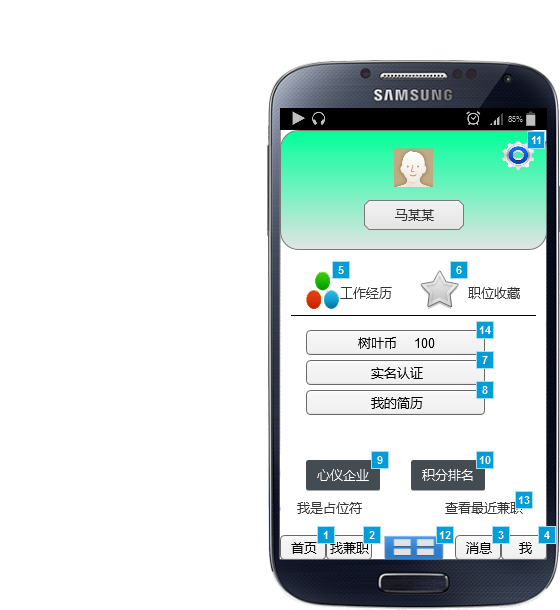 SAMSUNG
85%
11
马某某
5 6
工作经历 职位收藏
14
树叶币 100
7
实名认证
8
我的简历
9 10
心仪企业 积分排名
13
我是占位符 查看最近兼职
1 2 12 3 4
首页 找兼职 消息 我